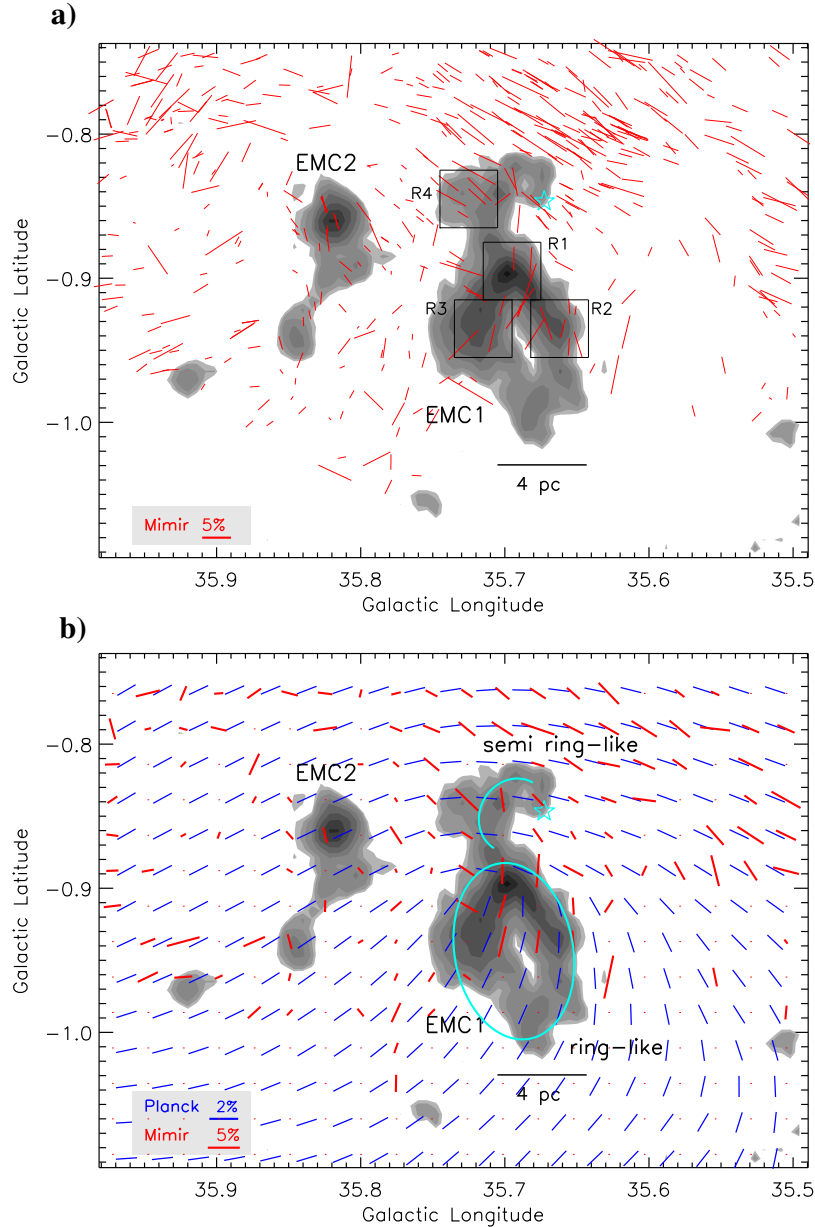 a)
−0.8
EMC2
R4
R1
−0.9
R3
R2
EMC1
−1.0
4 pc
Mimir 5%
35.9 35.8 35.7 35.6 35.5
Galactic Longitude
Galactic Latitude
b)
−0.8
semi ring−like
EMC2
−0.9
−1.0
EMC1
ring−like
4 pc
Planck 2%
Mimir 5%
35.9 35.8 35.7 35.6 35.5
Galactic Longitude
Galactic Latitude